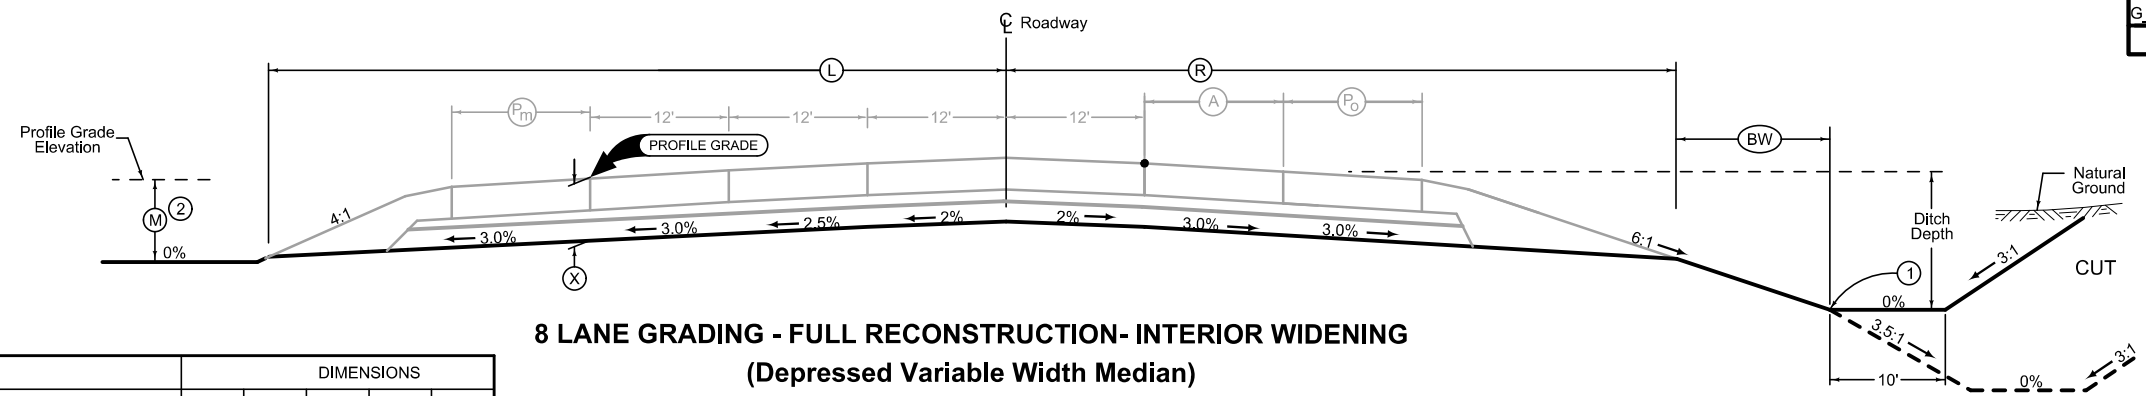 G
℄ Roadway
L
R
Pm
12'
12'
12'
12'
A
Po
Profile Grade
Elevation
PROFILE GRADE
BW
M
2
4:1
Natural
Ground
Ditch
Depth
0%
3.0%
3.0%
2.5%
2%
2%
3.0%
3.0%
6:1
3:1
CUT
X
1
0%
3.5:1
10'
0%
3:1
8 LANE GRADING - FULL RECONSTRUCTION- INTERIOR WIDENING
(Depressed Variable Width Median)
DIMENSIONS